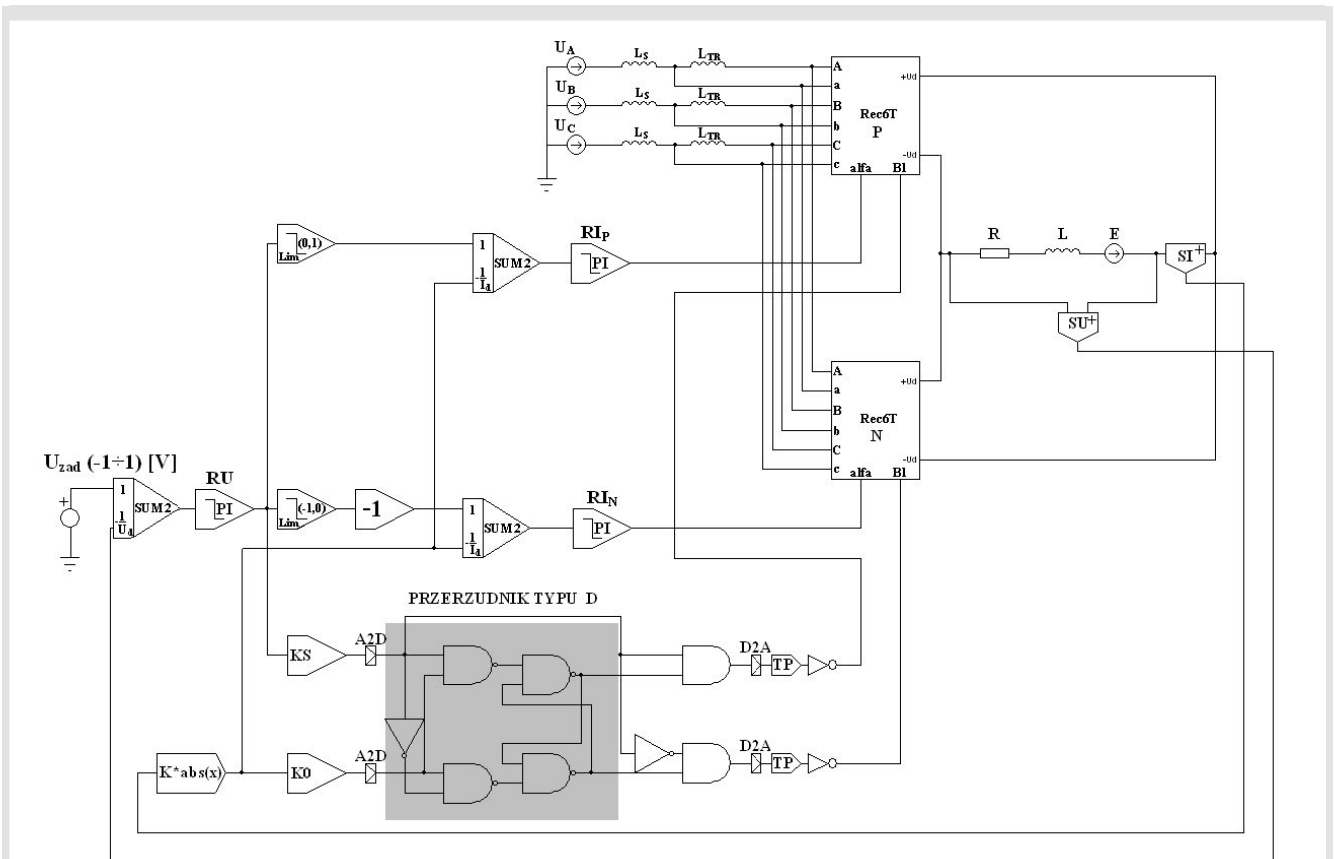 U_A
L_S L_TR
U_B
L_S L_TR
U_C
L_S L_TR
A
a
B
b
C
c
Rec6T
P
+Ud
-Ud
alfa B1
R L E
SI +
SU +
Lim (0,1)
1
-1/I_d
SUM2
RI_P
PI
A
a
B
b
C
c
Rec6T
N
+Ud
-Ud
alfa B1
U_zad (-1÷1) [V]
+
1
-1/U_d
SUM2
RU
PI
Lim (-1,0)
-1
1
-1/I_d
SUM2
RI_N
PI
PRZERZUDNIK TYPU D
KS
A2D
D2A
TP
K*abs(x)
K0
A2D
D2A
TP